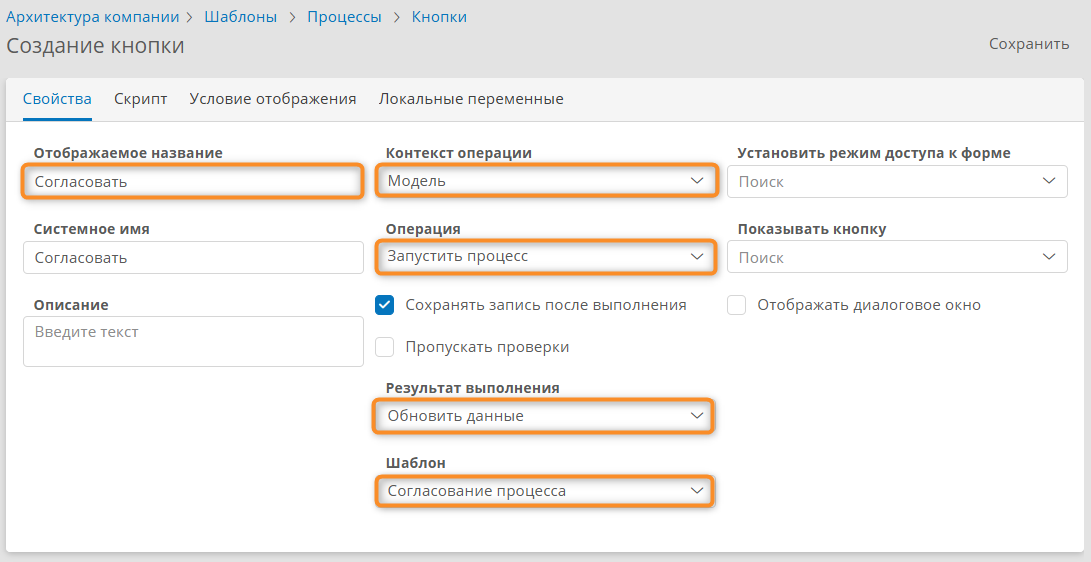 Архитектура компании > Шаблоны > Процессы > Кнопки
Создание кнопки
Сохранить
Свойства Скрипт Условие отображения Локальные переменные
Отображаемое название
Согласовать
Системное имя
Согласовать
Описание
Введите текст
Контекст операции
Модель
Операция
Запустить процесс
Сохранять запись после выполнения
Пропускать проверки
Результат выполнения
Обновить данные
Шаблон
Согласование процесса
Установить режим доступа к форме
Поиск
Показывать кнопку
Поиск
Отображать диалоговое окно